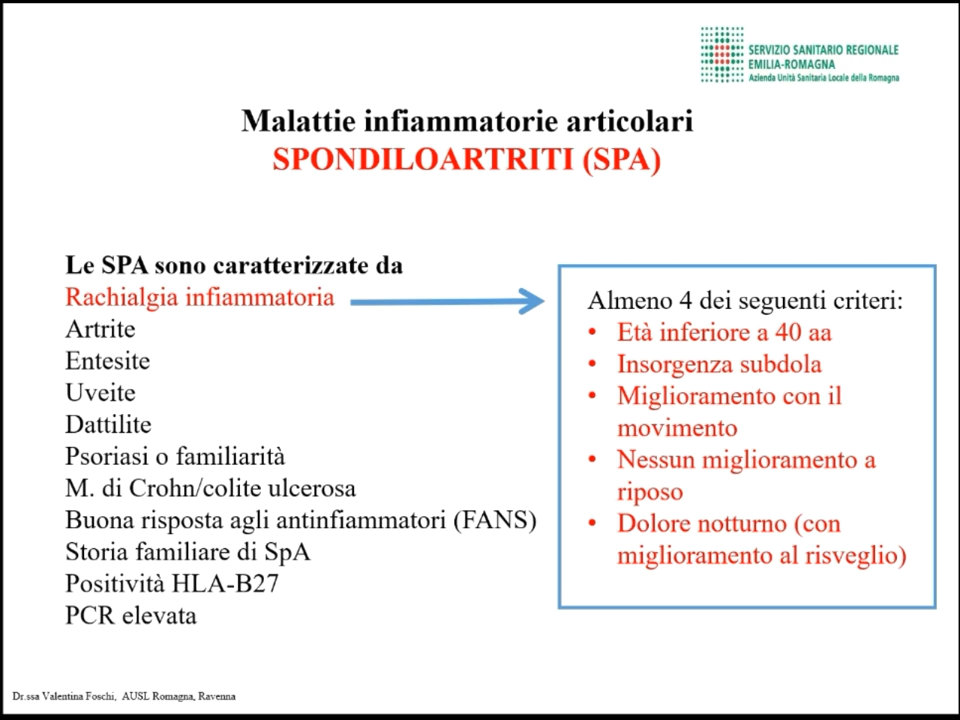 SERVIZIO SANITARIO REGIONALE
EMILIA-ROMAGNA
Azienda Unità Sanitaria Locale della Romagna
Malattie infiammatorie articolari
SPONDILOARTRITI (SPA)
Le SPA sono caratterizzate da
Rachialgia infiammatoria
Artrite
Entesite
Uveite
Dattilite
Psoriasi o familiarità
M. di Crohn/colite ulcerosa
Buona risposta agli antinfiammatori (FANS)
Storia familiare di SpA
Positività HLA-B27
PCR elevata
Almeno 4 dei seguenti criteri:
• Età inferiore a 40 aa
• Insorgenza subdola
• Miglioramento con il
movimento
• Nessun miglioramento a
riposo
• Dolore notturno (con
miglioramento al risveglio)
Dr.ssa Valentina Foschi, AUSL Romagna, Ravenna